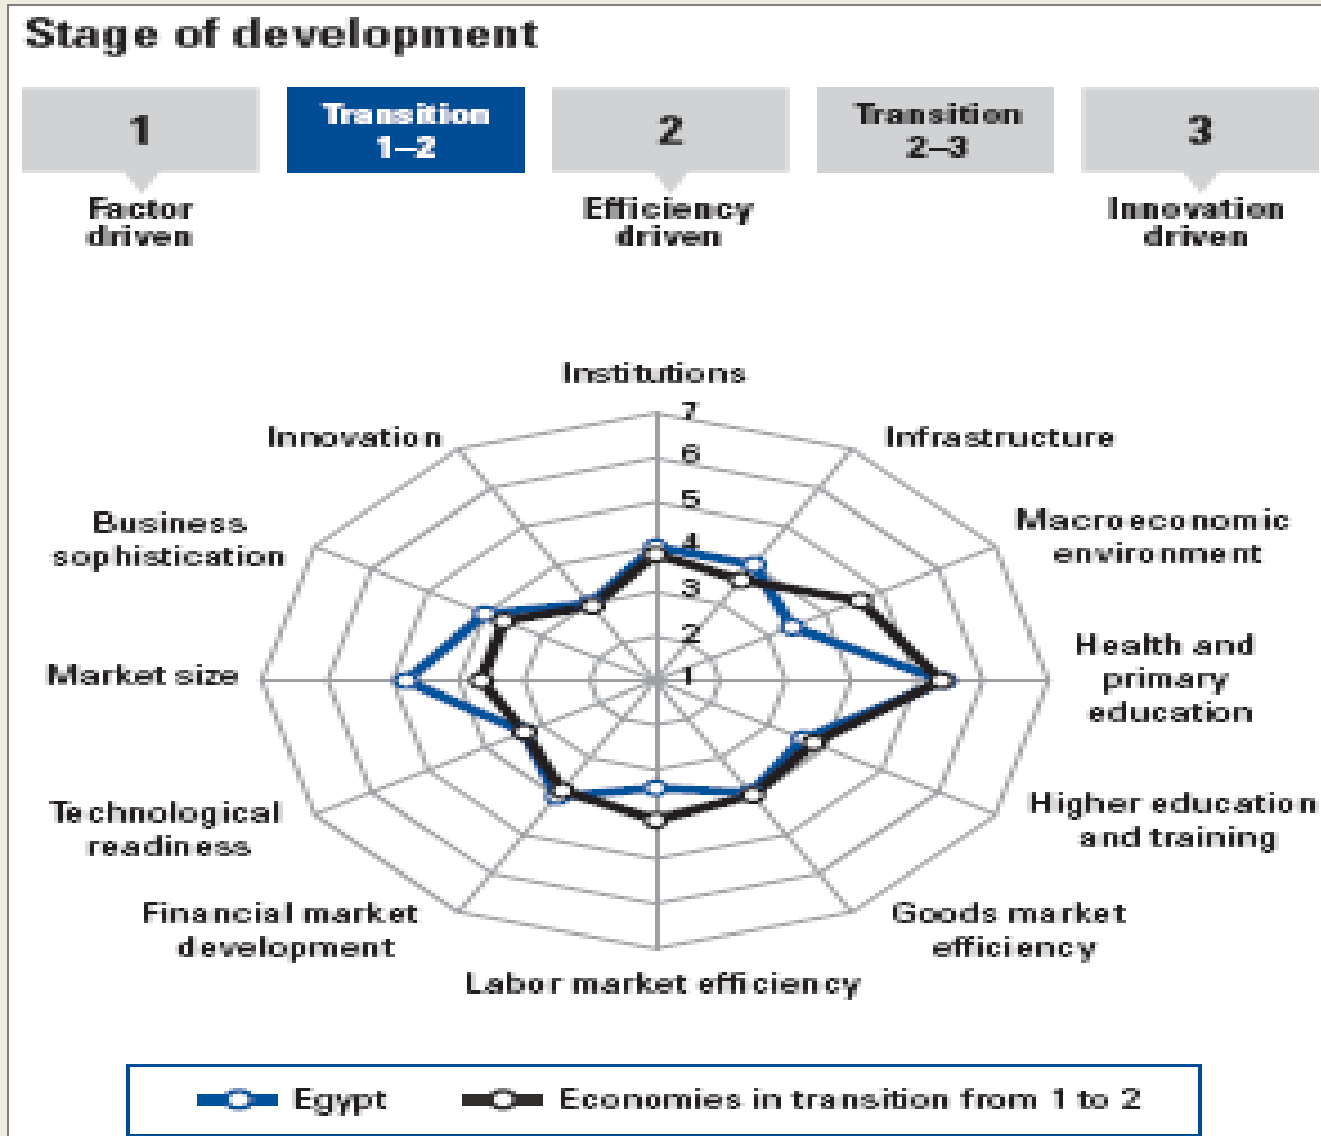 Stage of development
1
Transition
1–2
2
Transition
2–3
3
Factor
driven
Efficiency
driven
Innovation
driven
Institutions
Infrastructure
Macroeconomic
environment
Health and
primary
education
Higher education
and training
Goods market
efficiency
Labor market efficiency
Financial market
development
Technological
readiness
Market size
Business
sophistication
Innovation
7
6
5
4
3
2
1
Egypt
Economies in transition from 1 to 2